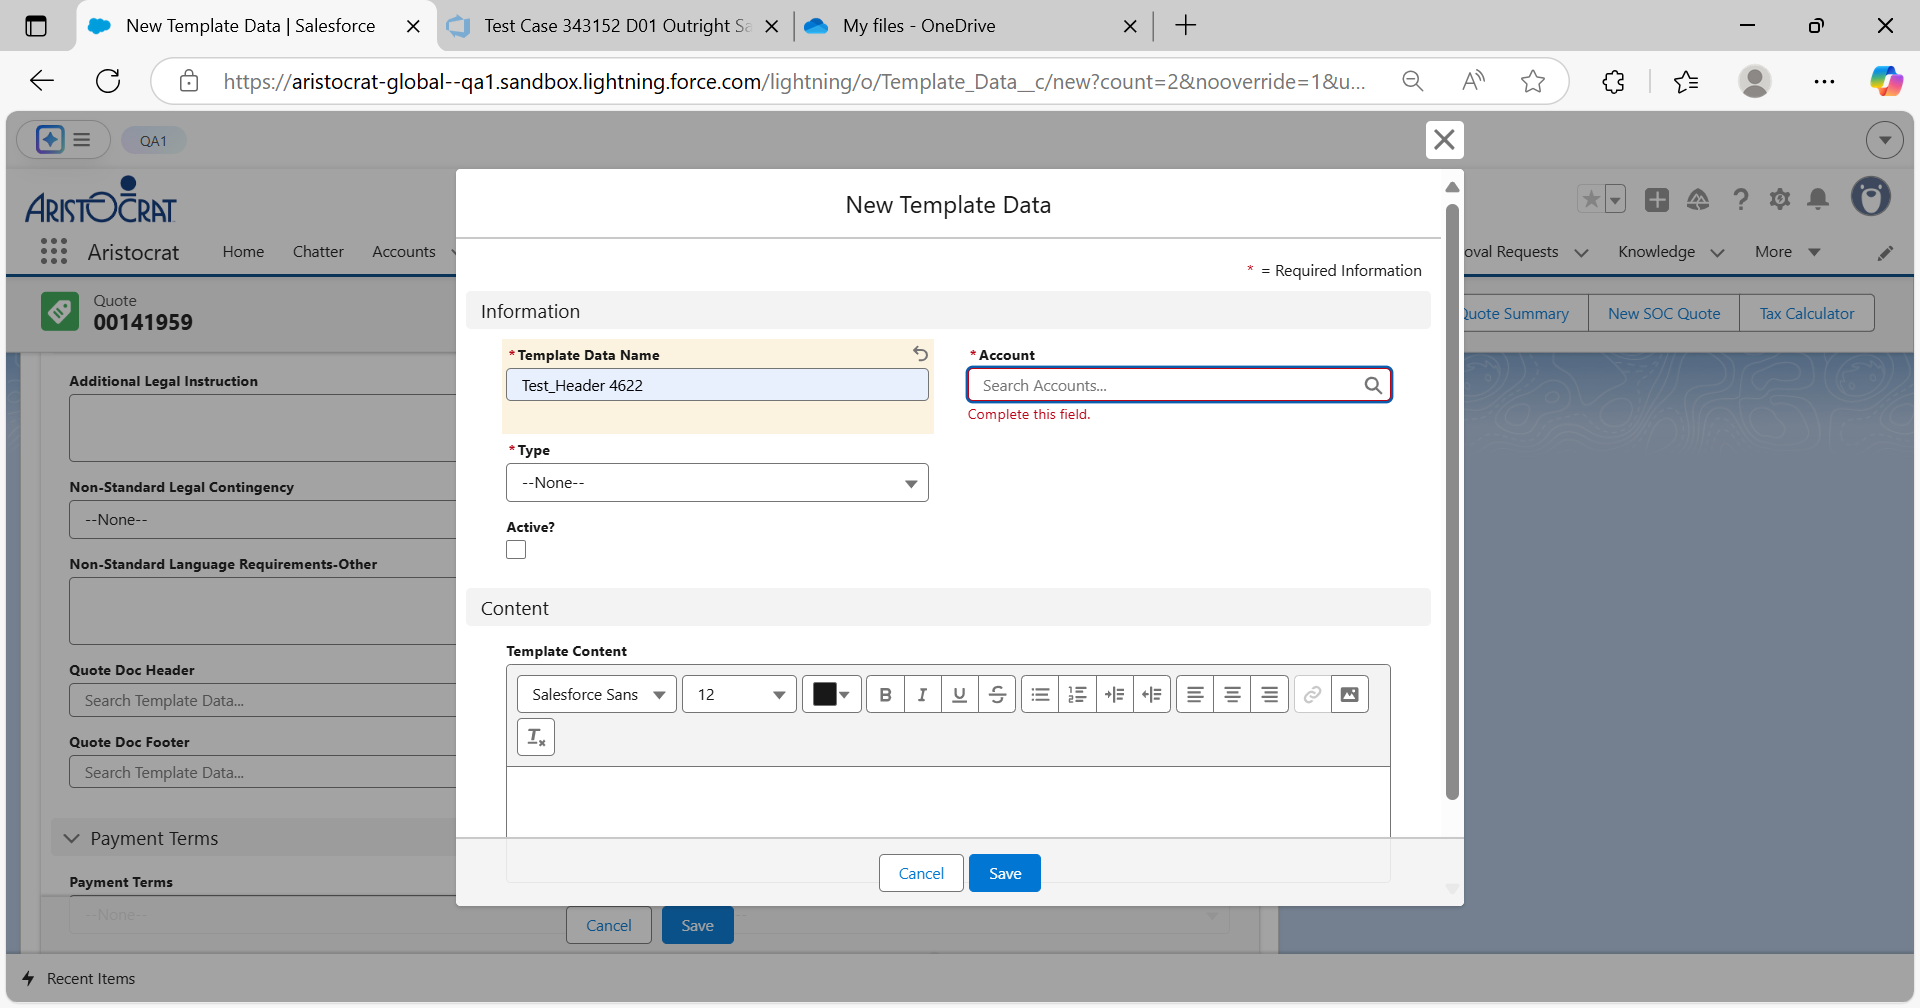 New Template Data | Salesforce
Test Case 343152 D01 Outright Sa
My files - OneDrive
https://aristocrat-global--qa1.sandbox.lightning.force.com/lightning/o/Template_Data__c/new?count=2&nooverride=1&u...
QA1
ARISTOCRAT
Aristocrat
Home
Chatter
Accounts
oval Requests
Knowledge
More
Quote
00141959
Quote Summary
New SOC Quote
Tax Calculator
New Template Data
* = Required Information
Information
* Template Data Name
Test_Header 4622
* Account
Search Accounts...
Complete this field.
* Type
--None--
Active?
Content
Template Content
Salesforce Sans
12
Additional Legal Instruction
Non-Standard Legal Contingency
--None--
Non-Standard Language Requirements-Other
Quote Doc Header
Search Template Data...
Quote Doc Footer
Search Template Data...
Payment Terms
Payment Terms
--None--
Cancel
Save
Cancel
Save
Recent Items